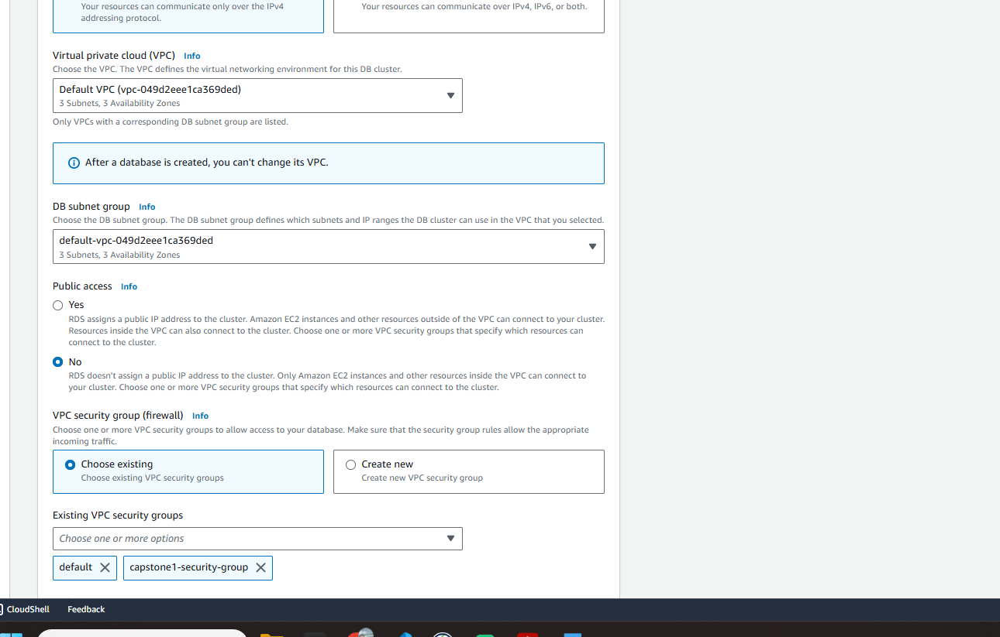 Your resources can communicate only over the IPv4
addressing protocol.
Your resources can communicate over IPv4, IPv6, or both.
Virtual private cloud (VPC) Info
Choose the VPC. The VPC defines the virtual networking environment for this DB cluster.
Default VPC (vpc-049d2eee1ca369ded)
3 Subnets, 3 Availability Zones
Only VPCs with a corresponding DB subnet group are listed.
After a database is created, you can't change its VPC.
DB subnet group Info
Choose the DB subnet group. The DB subnet group defines which subnets and IP ranges the DB cluster can use in the VPC that you selected.
default-vpc-049d2eee1ca369ded
3 Subnets, 3 Availability Zones
Public access Info
Yes
RDS assigns a public IP address to the cluster. Amazon EC2 instances and other resources outside of the VPC can connect to your cluster.
Resources inside the VPC can also connect to the cluster. Choose one or more VPC security groups that specify which resources can
connect to the cluster.
No
RDS doesn't assign a public IP address to the cluster. Only Amazon EC2 instances and other resources inside the VPC can connect to
your cluster. Choose one or more VPC security groups that specify which resources can connect to the cluster.
VPC security group (firewall) Info
Choose one or more VPC security groups to allow access to your database. Make sure that the security group rules allow the appropriate
incoming traffic.
Choose existing
Choose existing VPC security groups
Create new
Create new VPC security group
Existing VPC security groups
Choose one or more options
default
capstone1-security-group
CloudShell Feedback